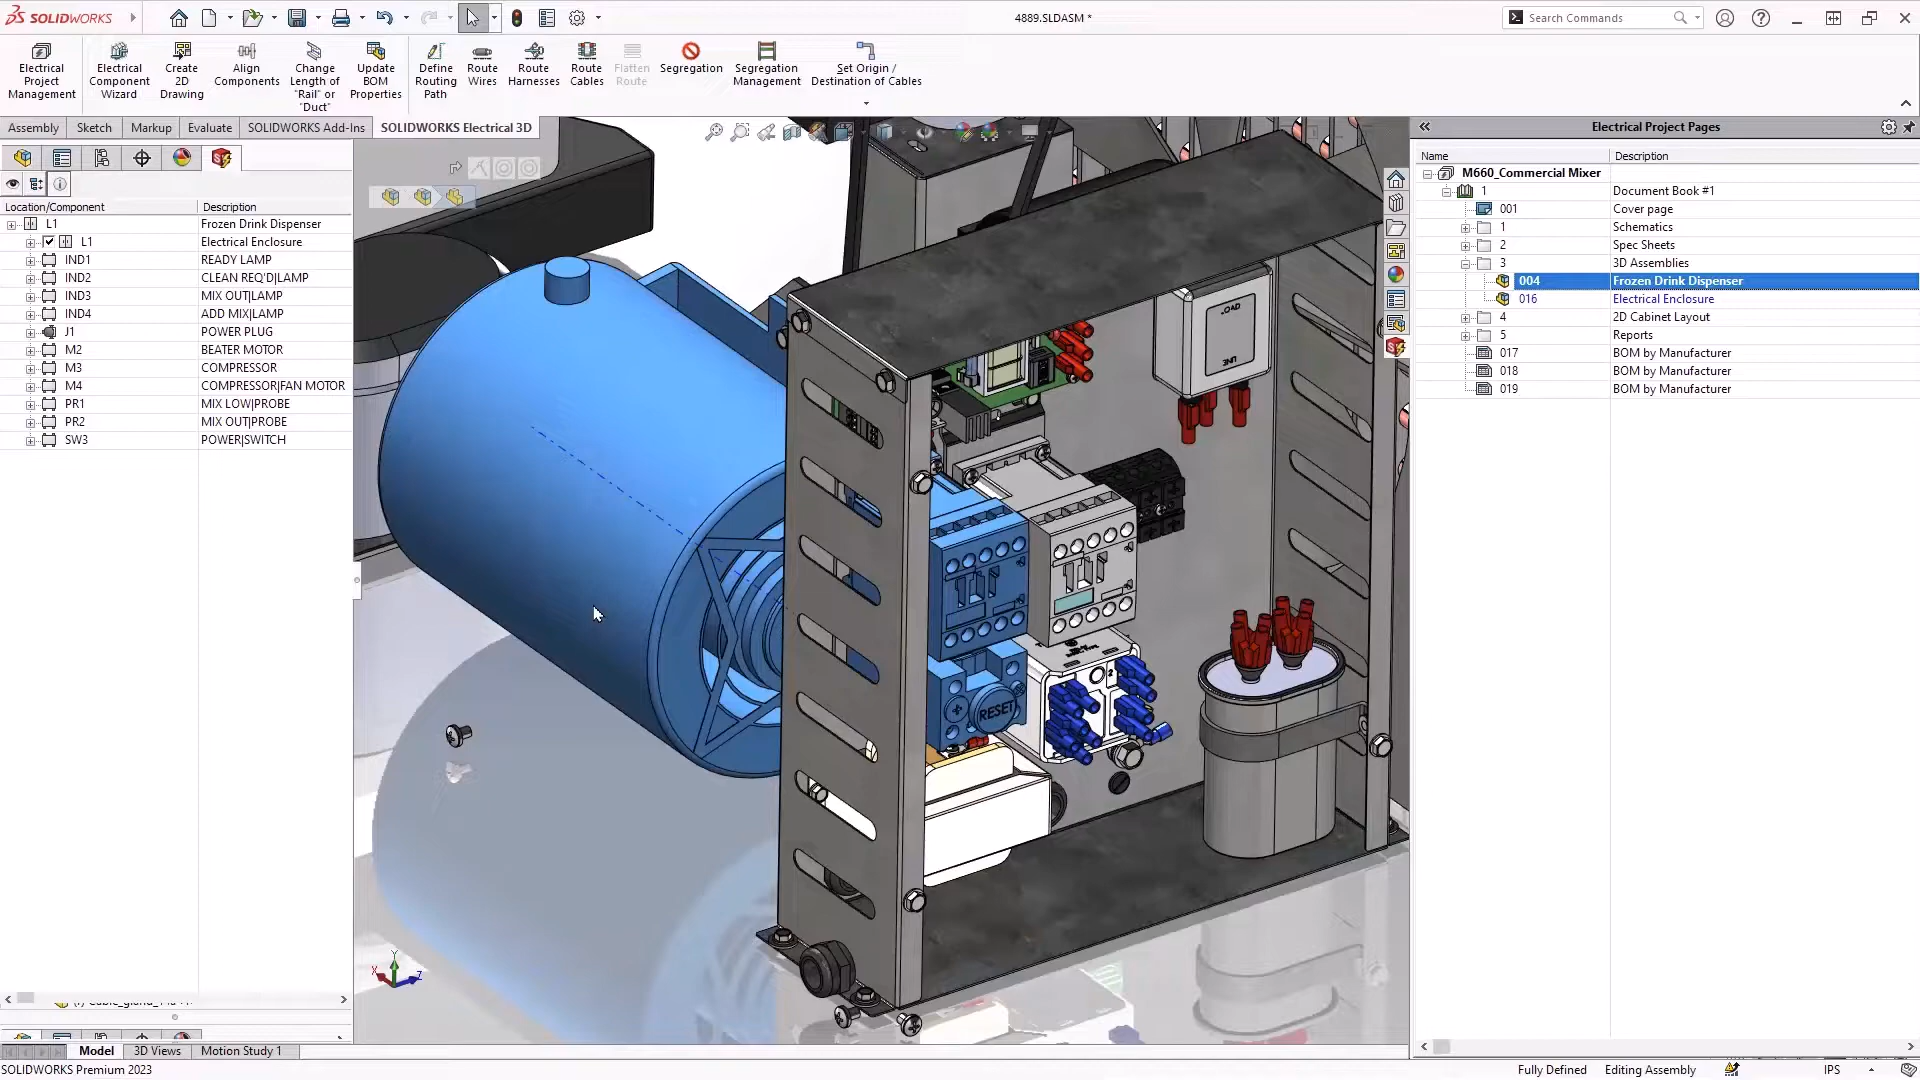 SOLIDWORKS
4889.SLDASM *
Search Commands
Electrical Project Management
Electrical Component Wizard
Create 2D Drawing
Align Components
Change Length of "Rail" or "Duct"
Update BOM Properties
Define Routing Path
Route Wires
Route Harnesses
Route Cables
Flatten Route
Segregation
Segregation Management
Set Origin / Destination of Cables
Assembly
Sketch
Markup
Evaluate
SOLIDWORKS Add-Ins
SOLIDWORKS Electrical 3D
Location/Component Description
L1 Frozen Drink Dispenser
L1 Electrical Enclosure
IND1 READY LAMP
IND2 CLEAN REQ'D|LAMP
IND3 MIX OUT|LAMP
IND4 ADD MIX|LAMP
J1 POWER PLUG
M2 BEATER MOTOR
M3 COMPRESSOR
M4 COMPRESSOR|FAN MOTOR
PR1 MIX LOW|PROBE
PR2 MIX OUT|PROBE
SW3 POWER|SWITCH
LOAD
LINE
RESET
Y
X
Z
Electrical Project Pages
Name Description
M660_Commercial Mixer
1 Document Book #1
001 Cover page
1 Schematics
2 Spec Sheets
3 3D Assemblies
004 Frozen Drink Dispenser
016 Electrical Enclosure
4 2D Cabinet Layout
5 Reports
017 BOM by Manufacturer
018 BOM by Manufacturer
019 BOM by Manufacturer
Model
3D Views
Motion Study 1
SOLIDWORKS Premium 2023
Fully Defined
Editing Assembly
IPS